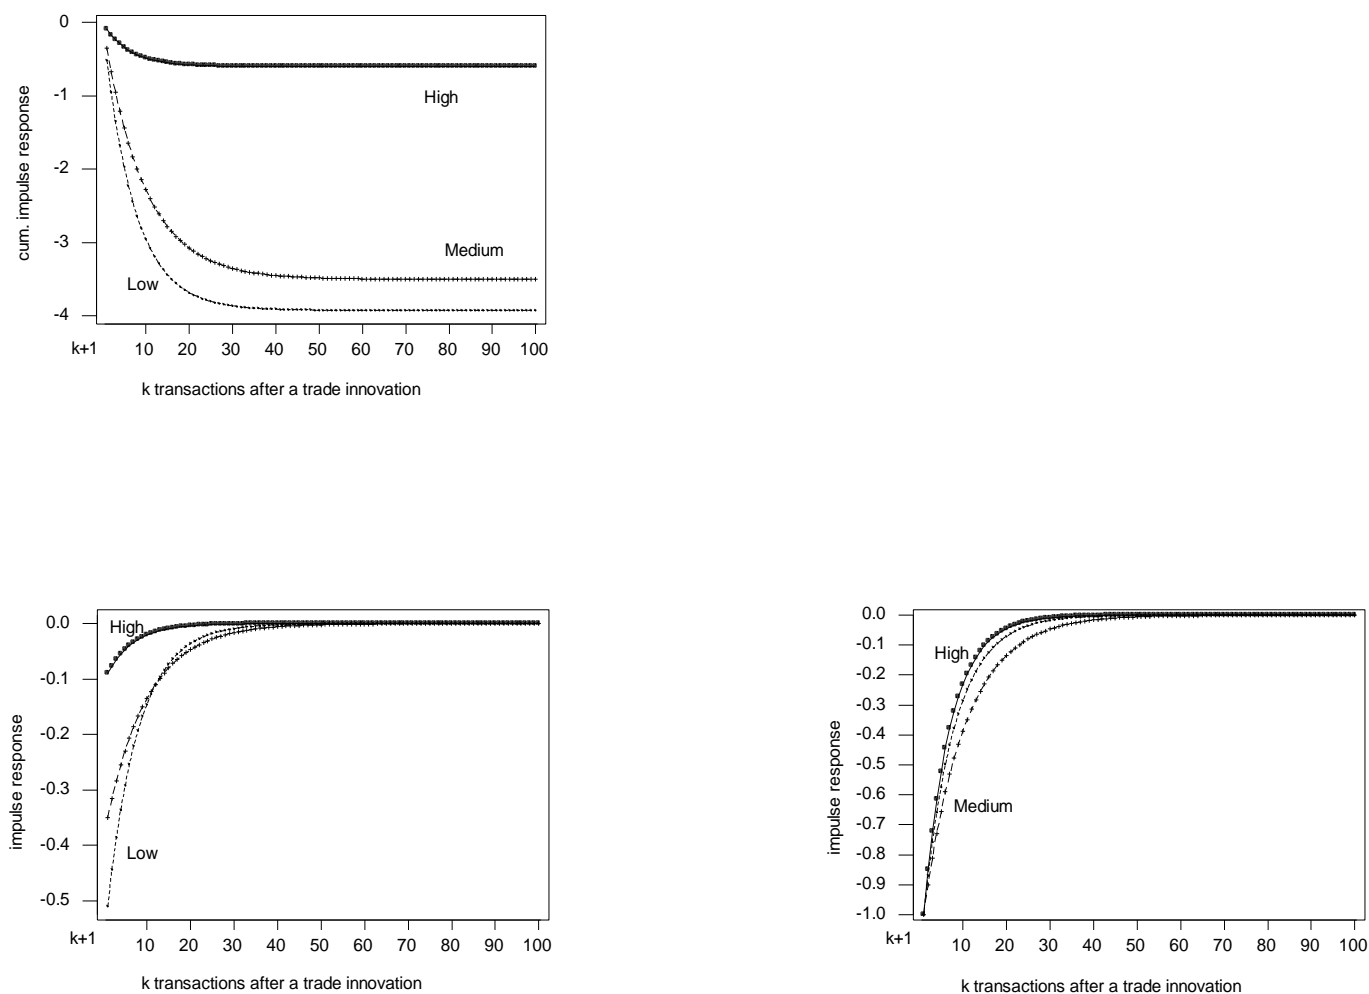 0
-1
-2
-3
-4
cum. impulse response
High
Medium
Low
k+1 10 20 30 40 50 60 70 80 90 100
k transactions after a trade innovation
0.0
-0.1
-0.2
-0.3
-0.4
-0.5
impulse response
High
Low
k+1 10 20 30 40 50 60 70 80 90 100
k transactions after a trade innovation
0.0
-0.1
-0.2
-0.3
-0.4
-0.5
-0.6
-0.7
-0.8
-0.9
-1.0
impulse response
High
Medium
k+1 10 20 30 40 50 60 70 80 90 100
k transactions after a trade innovation